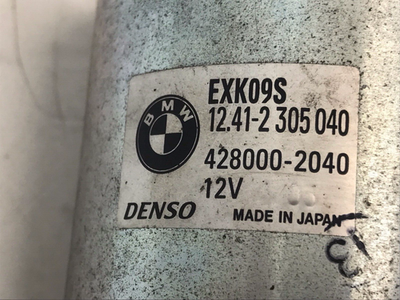 EXK09S
BMW
12.41-2 305 040
428000-2040
12V
DENSO
MADE IN JAPAN